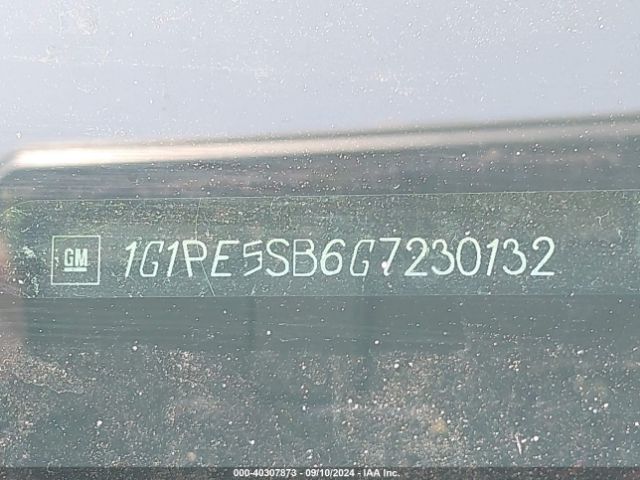 GM 1G1PE5SB6G7230132
000-40307873 - 09/10/2024 - IAA Inc.